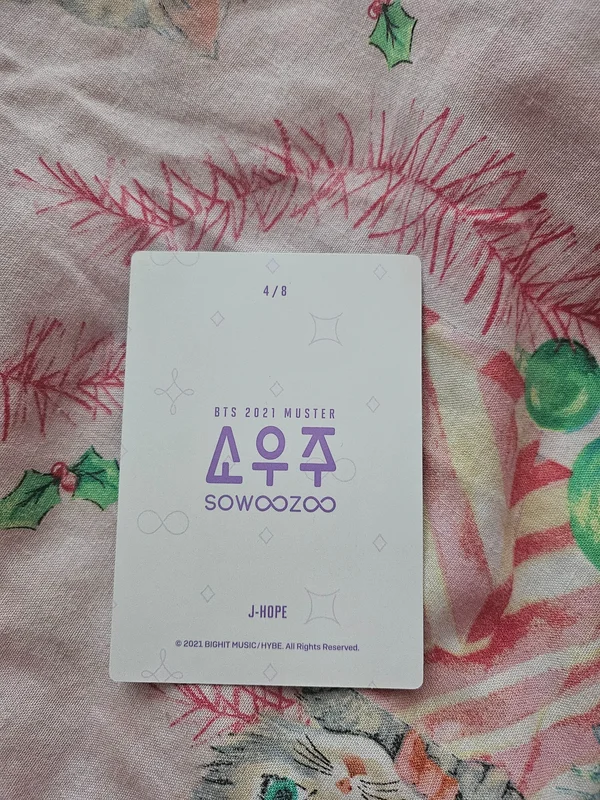 4/8
BTS 2021 MUSTER
소우주
SOWOOZOO
J-HOPE
© 2021 BIGHIT MUSIC/HYBE. All Rights Reserved.